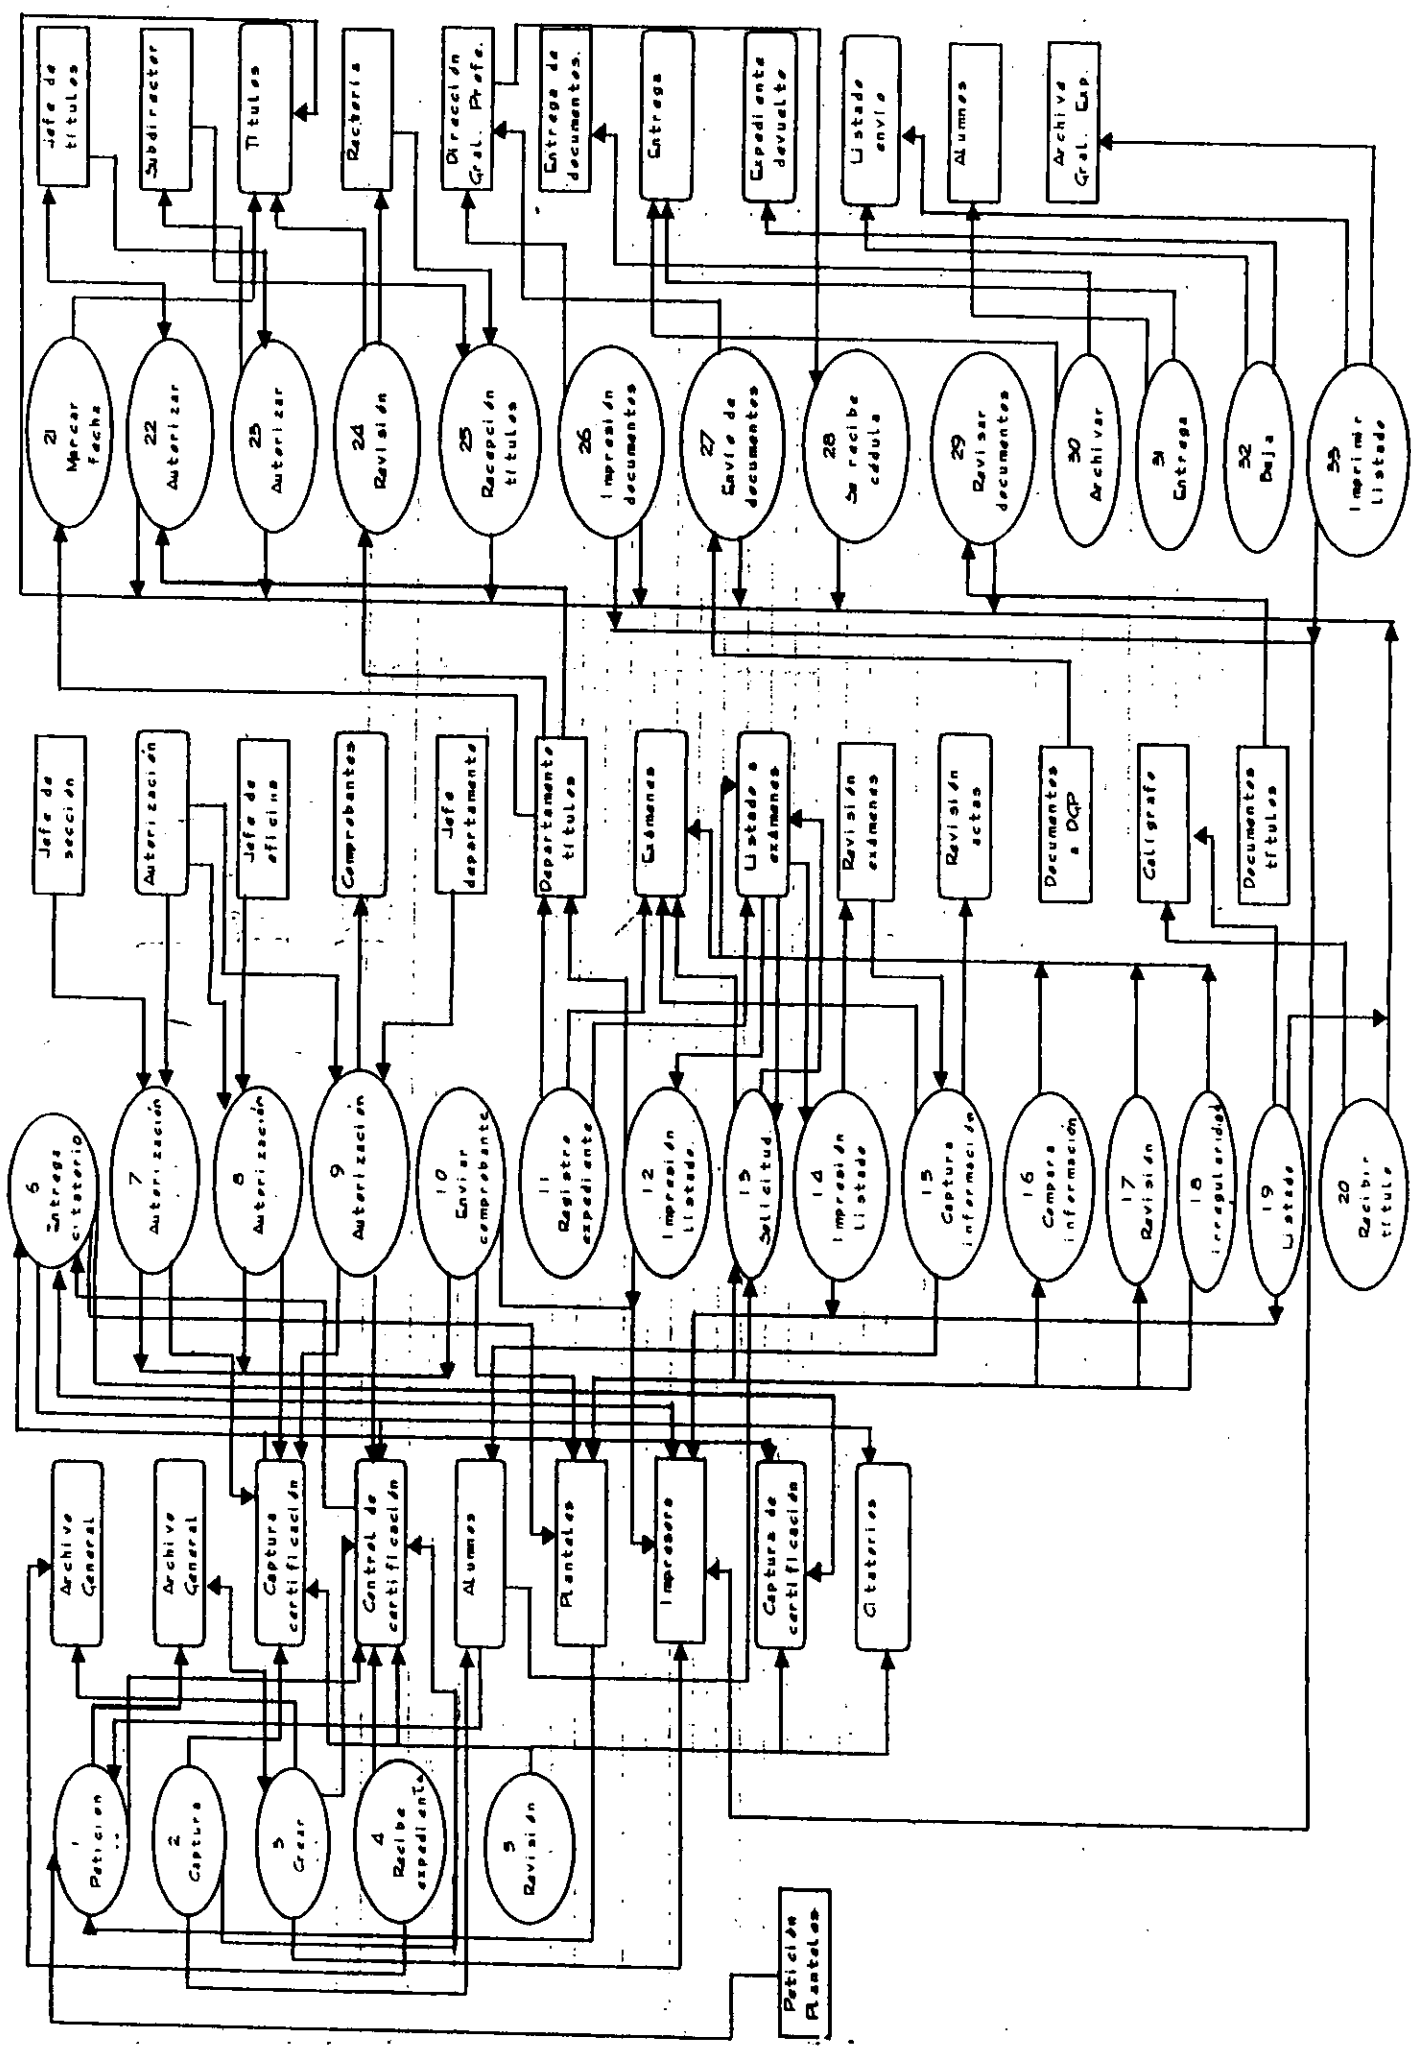 Petición
Planteles
1
Peticion
2
Captura
3
Crear
4
Recibe
expediente
5
Revisión
Archivo
General
Archivo
General
Captura
certificación
Control de
certificación
Alumnos
Planteles
Impresora
Captura de
certificación
Citatorios
6
Entrega
citatorio
7
Autorización
8
Autorización
9
Autorización
10
Enviar
comprobante
11
Registro
expediente
12
Impresión
listado.
13
Solicitud.
14
Impresión
listado
15
Captura
información
16
Compara
información
17
Revisión
18
irregularidades
19
Listado
20
Recibir
título
Jefe de
sección
Autorización
Jefe de
oficina
Comprobantes
Jefe
departamento
Departamento
títulos
Exámenes
Listado a
exámenes
Revisión
exámenes
Revisión
actas
Documentos
a DGP
Calígrafo
Documentos
títulos
21
Marcar
fecha
22
Autorizar
23
Autorizar
24
Revisión
25
Recepción
títulos
26
Impresión
documentos
27
Envío de
documentos
28
Se recibe
cédula
29
Revisar
documentos
30
Archivar
31
Entrega
32
Baja
33
Imprimir
listado
Jefe de
títulos
Subdirector
Títulos
Rectoría
Dirección
Gral. Profe.
Entrega de
documentos.
Entrega
Expediente
devuelto
Listado
envío
Alumnos
Archivo
Gral. Exp.